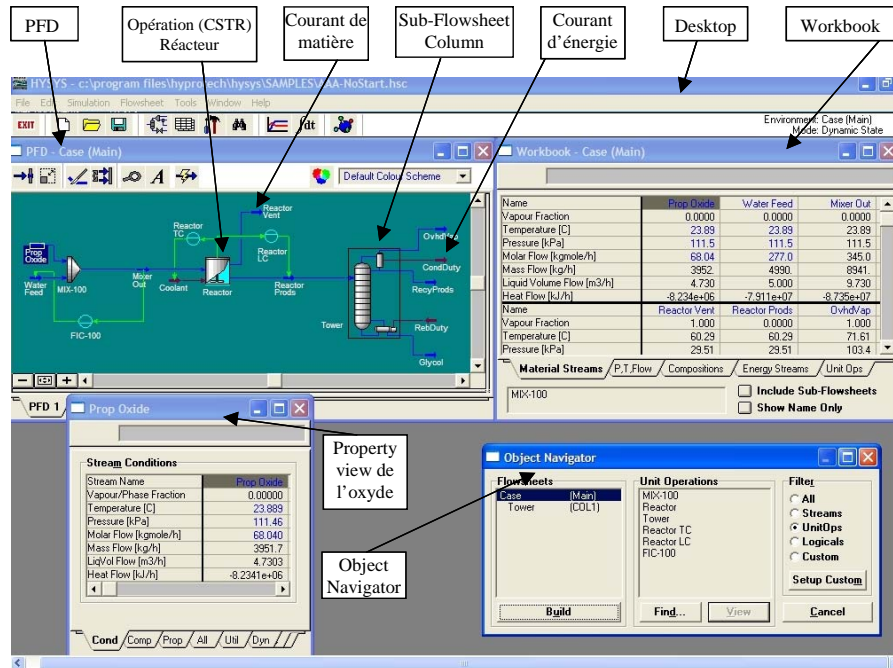 PFD
Opération (CSTR)
Réacteur
Courant de
matière
Sub-Flowsheet
Column
Courant
d'énergie
Desktop
Workbook
HYSYS - c:\program files\hyprotech\hysys\SAMPLES\AAA-NoStart.hsc
File Edit Simulation Flowsheet Tools Window Help
EXIT
Environment: Case (Main)
Mode: Dynamic State
PFD - Case (Main)
A
Default Colour Scheme
Reactor
Vent
Reactor
TC
Reactor
LC
OvhdVap
Prop
Oxide
CondDuty
Water
Feed
MIX-100
Mixer
Out
Coolant
Reactor
Reactor
Prods
RecyProds
FIC-100
Tower
RebDuty
Glycol
PFD 1
Workbook - Case (Main)
Name Prop Oxide Water Feed Mixer Out
Vapour Fraction 0.0000 0.0000 0.0000
Temperature [C] 23.89 23.89 23.89
Pressure [kPa] 111.5 111.5 111.5
Molar Flow [kgmole/h] 68.04 277.0 345.0
Mass Flow [kg/h] 3952. 4990. 8941.
Liquid Volume Flow [m3/h] 4.730 5.000 9.730
Heat Flow [kJ/h] -8.234e+06 -7.911e+07 -8.735e+07
Name Reactor Vent Reactor Prods OvhdVap
Vapour Fraction 1.000 0.0000 1.000
Temperature [C] 60.29 60.29 71.61
Pressure [kPa] 29.51 29.51 103.4
Material Streams P,T,Flow Compositions Energy Streams Unit Ops
MIX-100
Include Sub-Flowsheets
Show Name Only
Prop Oxide
Stream Conditions
Stream Name Prop Oxide
Vapour/Phase Fraction 0.00000
Temperature [C] 23.889
Pressure [kPa] 111.46
Molar Flow [kgmole/h] 68.040
Mass Flow [kg/h] 3951.7
LiqVol Flow [m3/h] 4.7303
Heat Flow [kJ/h] -8.2341e+06
Cond Comp Prop All Util Dyn
Property
view de
l'oxyde
Object
Navigator
Object Navigator
Flowsheets
Case (Main)
Tower (COL1)
Build
Unit Operations
MIX-100
Reactor
Tower
Reactor TC
Reactor LC
FIC-100
Find...
View
Filter
All
Streams
UnitOps
Logicals
Custom
Setup Custom
Cancel